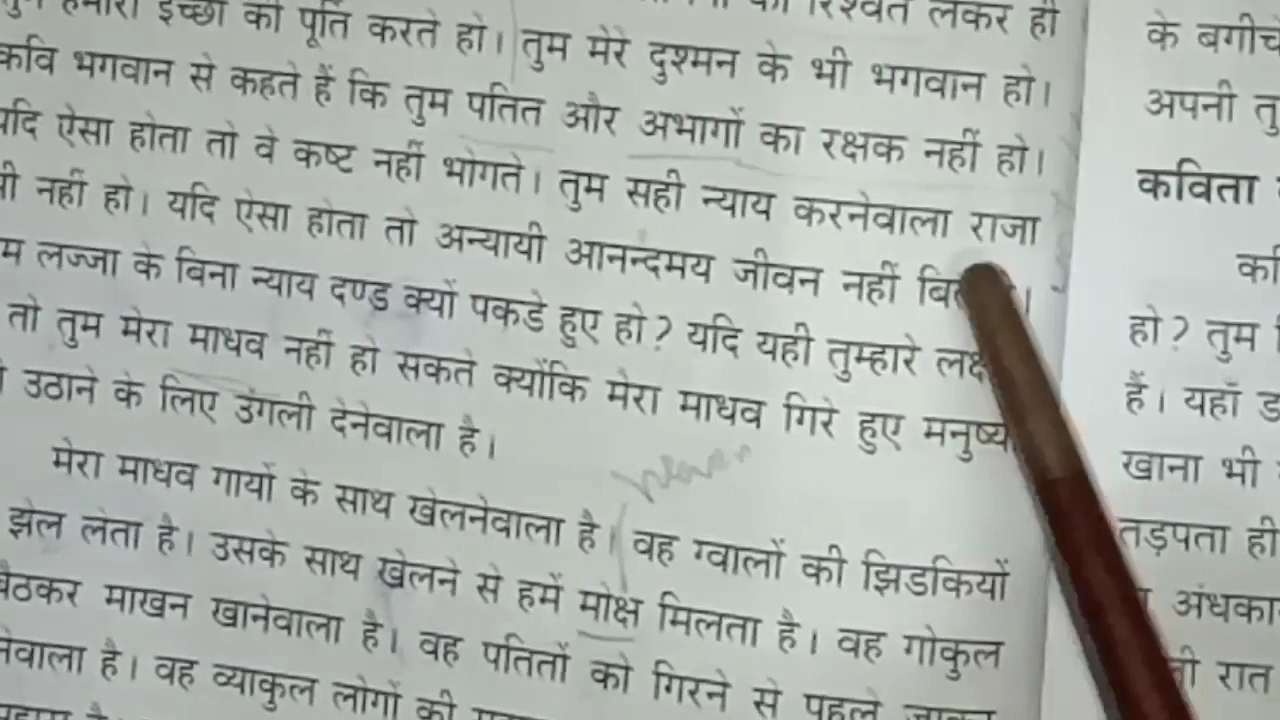 हमारी इच्छा की पूर्ति करते हो। तुम मेरे दुश्मन के भी भगवान हो।
कवि भगवान से कहते हैं कि तुम पतित और अभागों का रक्षक नहीं हो।
यदि ऐसा होता तो वे कष्ट नहीं भोगते। तुम सही न्याय करनेवाला राजा
नहीं हो। यदि ऐसा होता तो अन्यायी आनन्दमय जीवन नहीं
लज्जा के विना न्याय दण्ड क्यों पकडे हुए हो? यदि यही तुम्हारे
तो तुम मेरा माधव नहीं हो सकते क्योंकि मेरा माधव गिरे हुए मनुष्य
उठाने के लिए उंगली देनेवाला है।
मेरा माधव गायों के साथ खेलनेवाला है। वह ग्वालों की झिडकियों
झेल लेता है। उसके साथ खेलने से हमें मोक्ष मिलता है। वह गोकुल
बैठकर माखन खानेवाला है। वह पतितों को गिरने से पहले
है। वह व्याकुल लोगों की
के बगीचे
अपनी
कविता
हो? तुम
हैं। यहाँ
खाना भी
तड़पता ही
रात